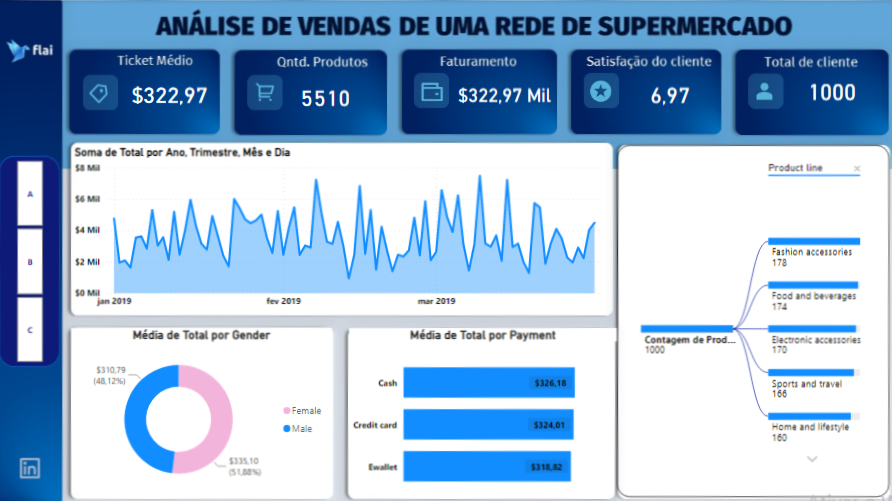 ANÁLISE DE VENDAS DE UMA REDE DE SUPERMERCADO
flai
Ticket Médio
$322,97
Qntd. Produtos
5510
Faturamento
$322,97 Mil
Satisfação do cliente
6,97
Total de cliente
1000
A
B
C
Soma de Total por Ano, Trimestre, Mês e Dia
$8 Mil
$6 Mil
$4 Mil
$2 Mil
$0 Mil
jan 2019
fev 2019
mar 2019
Product line
Fashion accessories
178
Food and beverages
174
Contagem de Prod...
1000
Electronic accessories
170
Sports and travel
166
Home and lifestyle
160
Média de Total por Gender
$310,79
(48,12%)
$335,10
(51,88%)
Female
Male
Média de Total por Payment
Cash
$326,18
Credit card
$324,01
Ewallet
$318,82
in